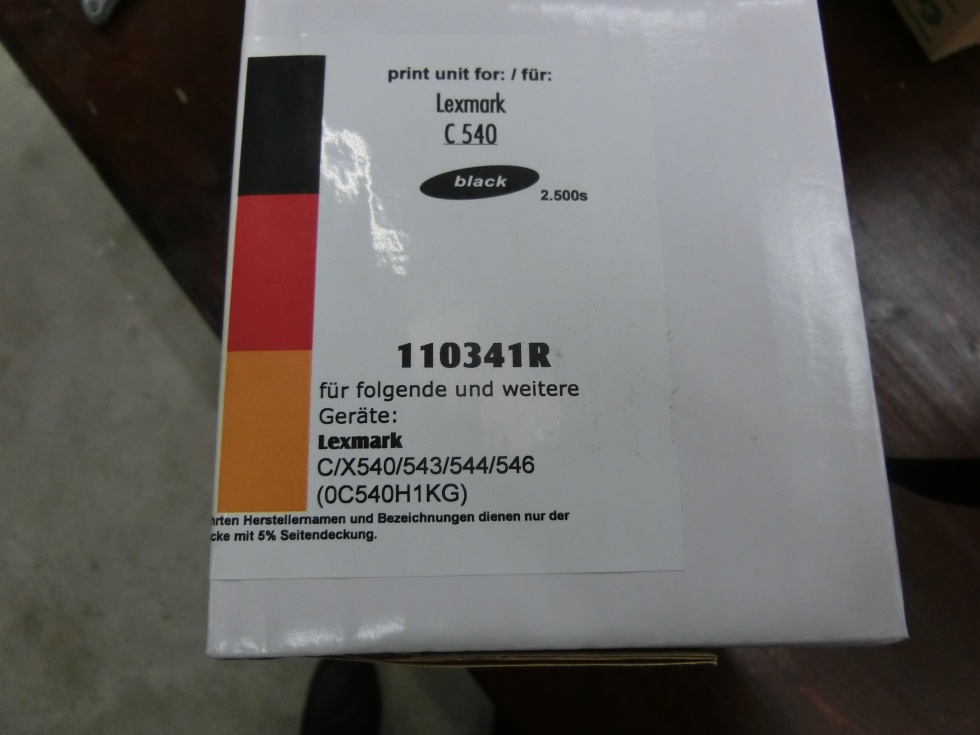 print unit for: / für:
Lexmark
C 540
black
2.500s
110341R
für folgende und weitere
Geräte:
Lexmark
C/X540/543/544/546
(0C540H1KG)
Herstellernamen und Bezeichnungen dienen nur der
mit 5% Seitendeckung.